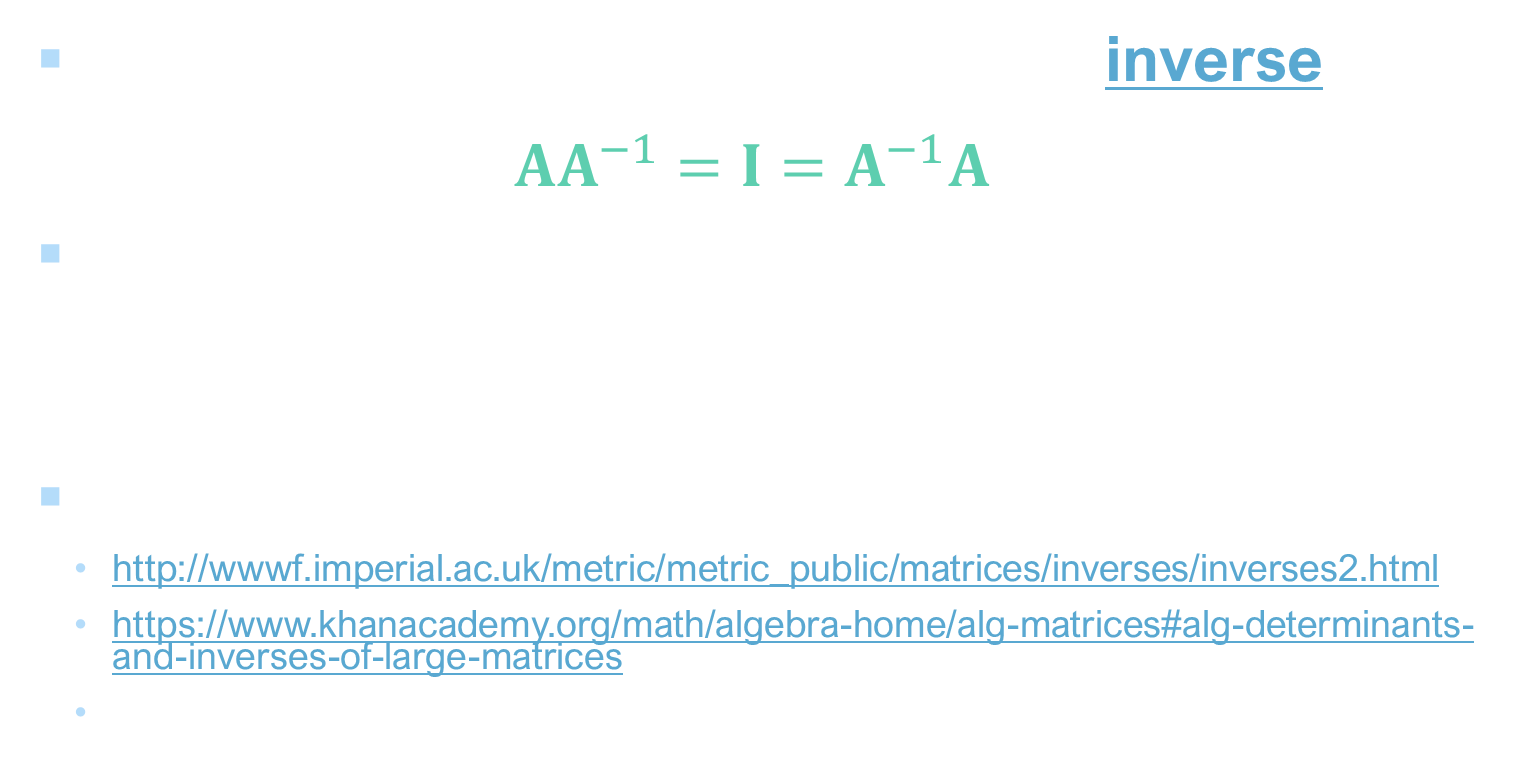 inverse
𝐀𝐀⁻¹ = 𝐈 = 𝐀⁻¹𝐀
http://wwwf.imperial.ac.uk/metric/metric_public/matrices/inverses/inverses2.html
https://www.khanacademy.org/math/algebra-home/alg-matrices#alg-determinants-
and-inverses-of-large-matrices